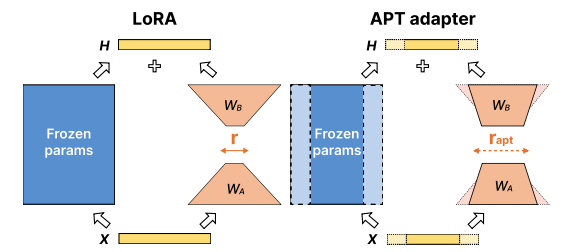 LoRA
H
Frozen
params
W_B
r
W_A
X
APT adapter
H
Frozen
params
W_B
r_apt
W_A
X